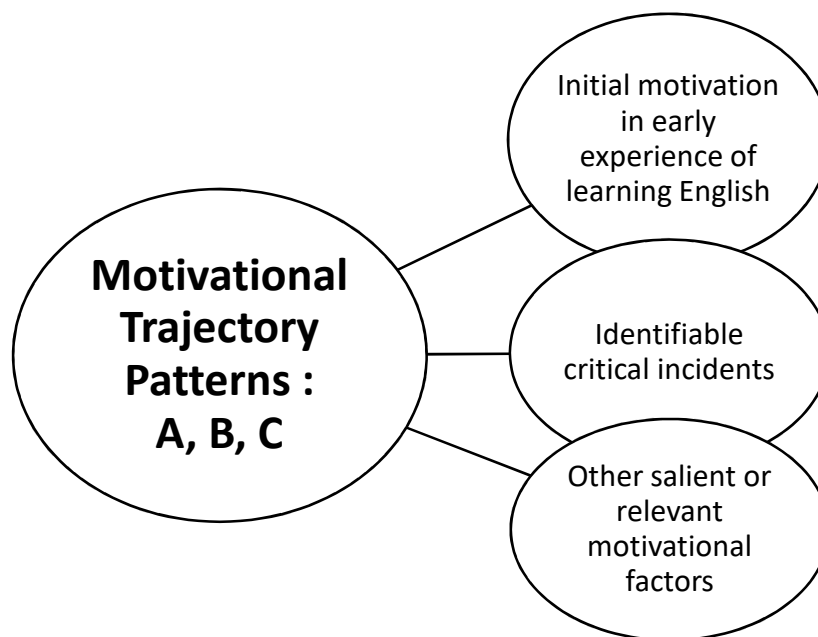 Motivational
Trajectory
Patterns :
A, B, C
Initial motivation
in early
experience of
learning English
Identifiable
critical incidents
Other salient or
relevant
motivational
factors